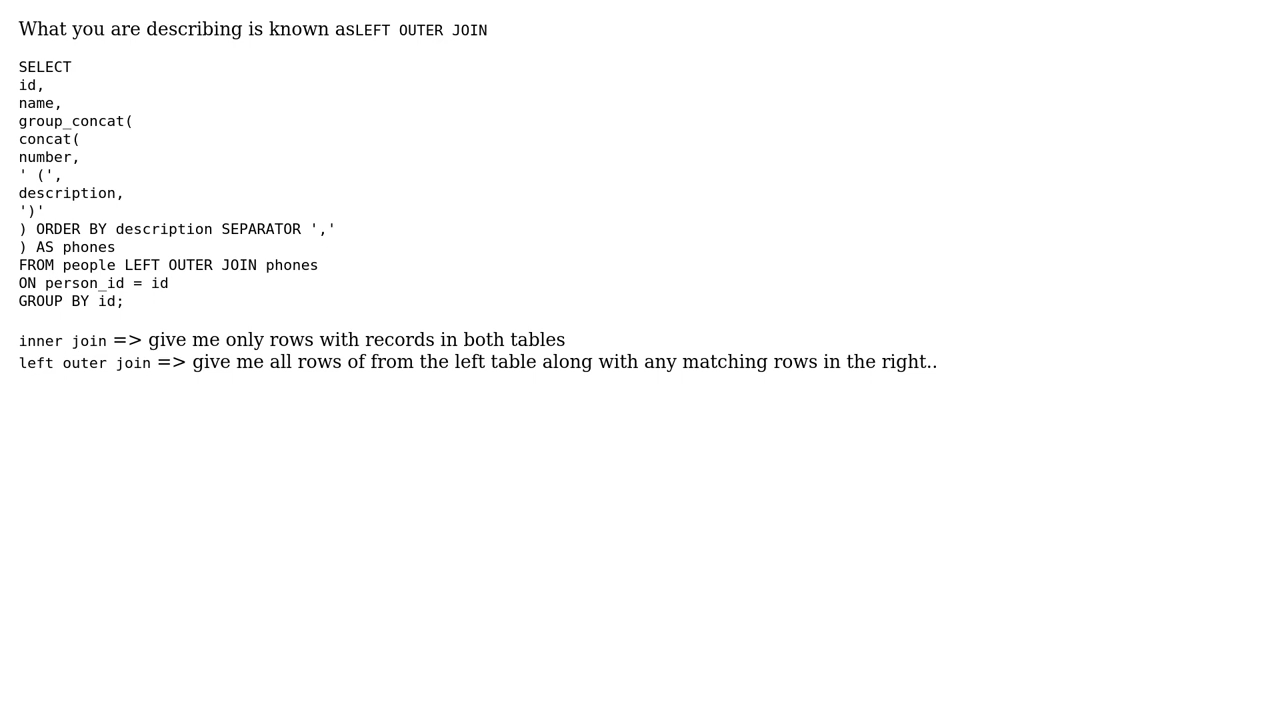 What you are describing is known asLEFT OUTER JOIN
SELECT
id,
name,
group_concat(
concat(
number,
' (',
description,
')'
) ORDER BY description SEPARATOR ','
) AS phones
FROM people LEFT OUTER JOIN phones
ON person_id = id
GROUP BY id;
inner join => give me only rows with records in both tables
left outer join => give me all rows of from the left table along with any matching rows in the right..